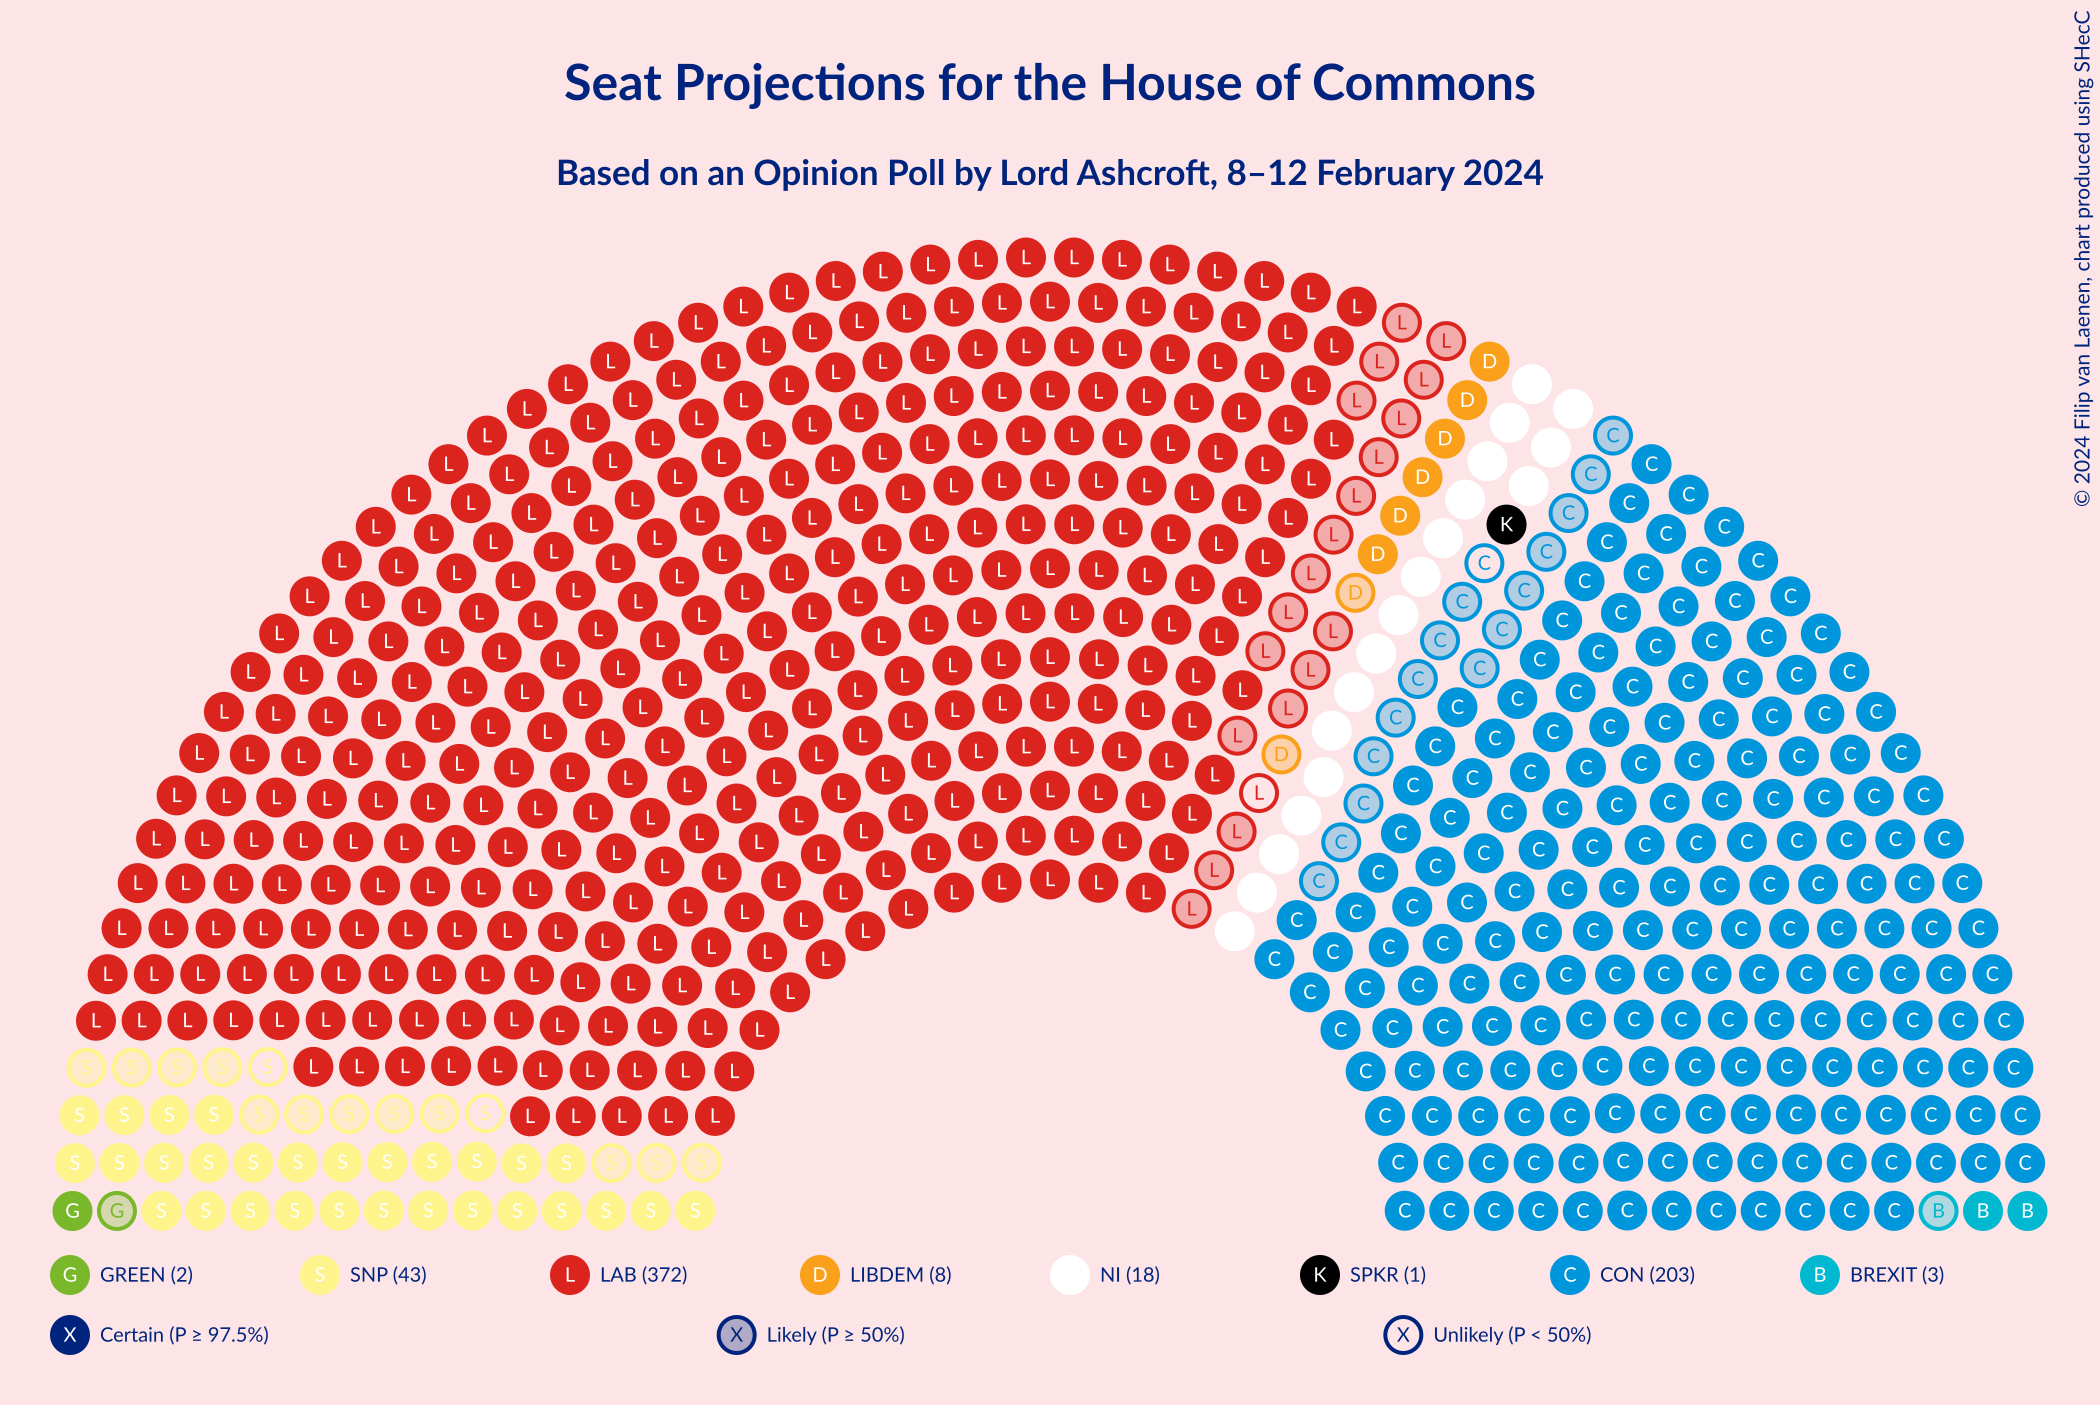 Seat Projections for the House of Commons
Based on an Opinion Poll by Lord Ashcroft, 8–12 February 2024
© 2024 Filip van Laenen, chart produced using SHecC
G GREEN (2) S SNP (43) L LAB (372) D LIBDEM (8) NI (18) K SPKR (1) C CON (203) B BREXIT (3)
X Certain (P ≥ 97.5%) X Likely (P ≥ 50%) X Unlikely (P < 50%)